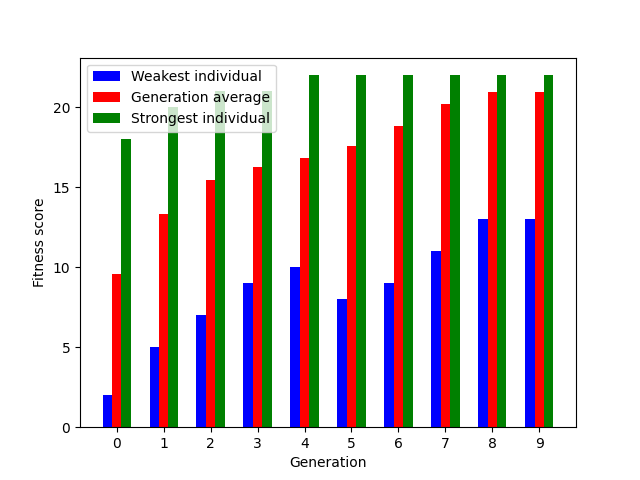 Weakest individual
Generation average
Strongest individual
Fitness score
20
15
10
5
0
0 1 2 3 4 5 6 7 8 9
Generation